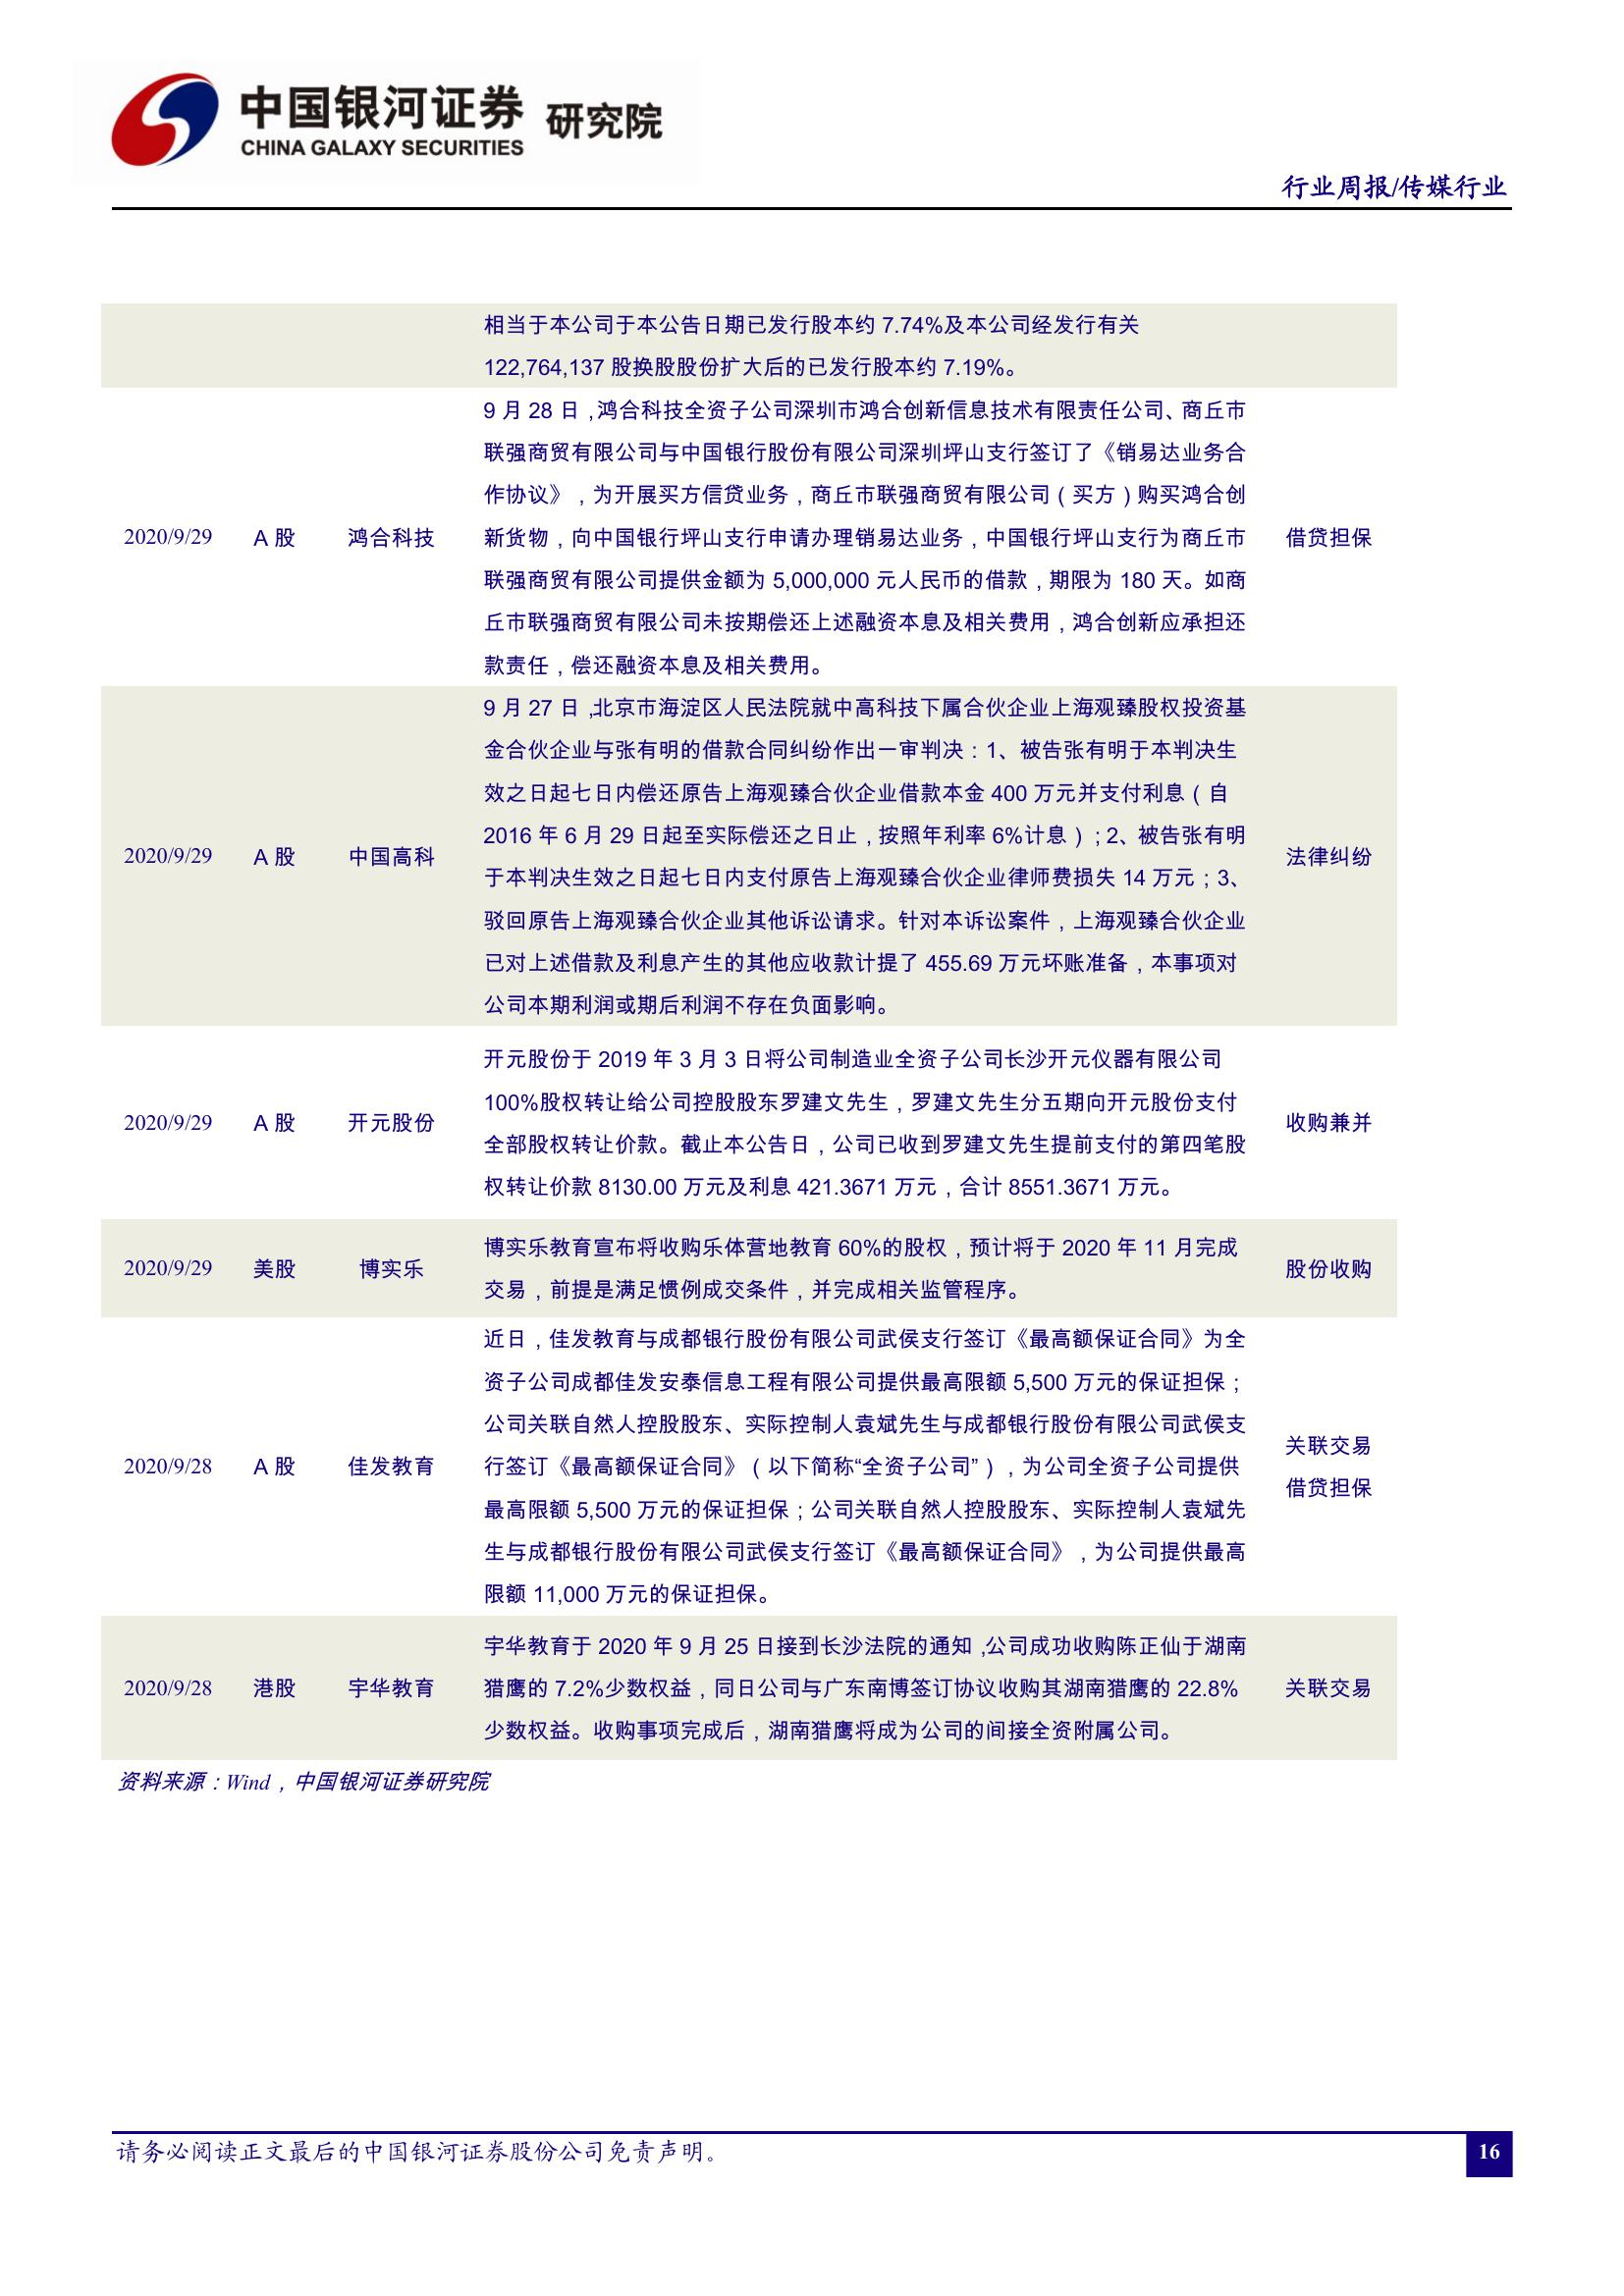 中国银河证券 研究院
CHINA GALAXY SECURITIES
行业周报/传媒行业
相当于本公司于本公告日期已发行股本约 7.74%及本公司经发行有关
122,764,137 股换股股份扩大后的已发行股本约 7.19%。
9 月 28 日，鸿合科技全资子公司深圳市鸿合创新信息技术有限责任公司、商丘市
联强商贸有限公司与中国银行股份有限公司深圳坪山支行签订了《销易达业务合
作协议》，为开展买方信贷业务，商丘市联强商贸有限公司（买方）购买鸿合创
2020/9/29 A 股 鸿合科技 新货物，向中国银行坪山支行申请办理销易达业务，中国银行坪山支行为商丘市 借贷担保
联强商贸有限公司提供金额为 5,000,000 元人民币的借款，期限为 180 天。如商
丘市联强商贸有限公司未按期偿还上述融资本息及相关费用，鸿合创新应承担还
款责任，偿还融资本息及相关费用。
9 月 27 日，北京市海淀区人民法院就中高科技下属合伙企业上海观臻股权投资基
金合伙企业与张有明的借款合同纠纷作出一审判决：1、被告张有明于本判决生
效之日起七日内偿还原告上海观臻合伙企业借款本金 400 万元并支付利息（自
2016 年 6 月 29 日起至实际偿还之日止，按照年利率 6%计息）；2、被告张有明
2020/9/29 A 股 中国高科 于本判决生效之日起七日内支付原告上海观臻合伙企业律师费损失 14 万元；3、 法律纠纷
驳回原告上海观臻合伙企业其他诉讼请求。针对本诉讼案件，上海观臻合伙企业
已对上述借款及利息产生的其他应收款计提了 455.69 万元坏账准备，本事项对
公司本期利润或期后利润不存在负面影响。
开元股份于 2019 年 3 月 3 日将公司制造业全资子公司长沙开元仪器有限公司
100%股权转让给公司控股股东罗建文先生，罗建文先生分五期向开元股份支付
2020/9/29 A 股 开元股份 全部股权转让价款。截止本公告日，公司已收到罗建文先生提前支付的第四笔股 收购兼并
权转让价款 8130.00 万元及利息 421.3671 万元，合计 8551.3671 万元。
博实乐教育宣布将收购乐体营地教育 60%的股权，预计将于 2020 年 11 月完成
2020/9/29 美股 博实乐 交易，前提是满足惯例成交条件，并完成相关监管程序。 股份收购
近日，佳发教育与成都银行股份有限公司武侯支行签订《最高额保证合同》为全
资子公司成都佳发安泰信息工程有限公司提供最高限额 5,500 万元的保证担保；
公司关联自然人控股股东、实际控制人袁斌先生与成都银行股份有限公司武侯支
2020/9/28 A 股 佳发教育 行签订《最高额保证合同》（以下简称“全资子公司”），为公司全资子公司提供 关联交易
最高限额 5,500 万元的保证担保；公司关联自然人控股股东、实际控制人袁斌先 借贷担保
生与成都银行股份有限公司武侯支行签订《最高额保证合同》，为公司提供最高
限额 11,000 万元的保证担保。
宇华教育于 2020 年 9 月 25 日接到长沙法院的通知，公司成功收购陈正仙于湖南
2020/9/28 港股 宇华教育 猎鹰的 7.2%少数权益，同日公司与广东南博签订协议收购其湖南猎鹰的 22.8% 关联交易
少数权益。收购事项完成后，湖南猎鹰将成为公司的间接全资附属公司。
资料来源：Wind，中国银河证券研究院
请务必阅读正文最后的中国银河证券股份公司免责声明。 16